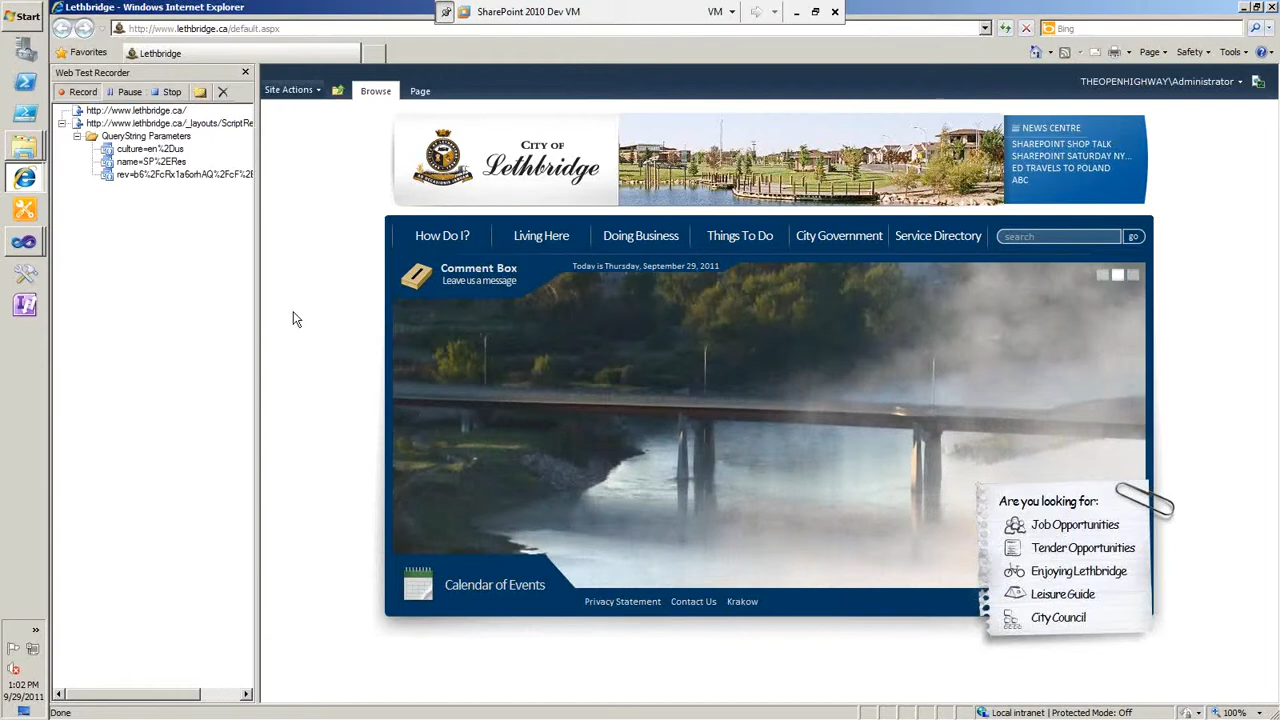 Start
Lethbridge - Windows Internet Explorer
SharePoint 2010 Dev VM
VM
http://www.lethbridge.ca/default.aspx
Bing
Favorites
Lethbridge
Page
Safety
Tools
Web Test Recorder
Record
Pause
Stop
http://www.lethbridge.ca/
http://www.lethbridge.ca/_layouts/ScriptRe
QueryString Parameters
culture=en%2Dus
name=SP%2ERes
rev=b6%2fcRx1a6orhAQ%2fcF%2E
Site Actions
Browse
Page
THEOPENHIGHWAY\Administrator
CITY OF
Lethbridge
NEWS CENTRE
SHAREPOINT SHOP TALK
SHAREPOINT SATURDAY NY...
ED TRAVELS TO POLAND
ABC
How Do I?
Living Here
Doing Business
Things To Do
City Government
Service Directory
search
go
Comment Box
Leave us a message
Today is Thursday, September 29, 2011
Are you looking for:
Job Opportunities
Tender Opportunities
Enjoying Lethbridge
Leisure Guide
City Council
Calendar of Events
Privacy Statement
Contact Us
Krakow
1:02 PM
9/29/2011
Done
Local intranet | Protected Mode: Off
100%